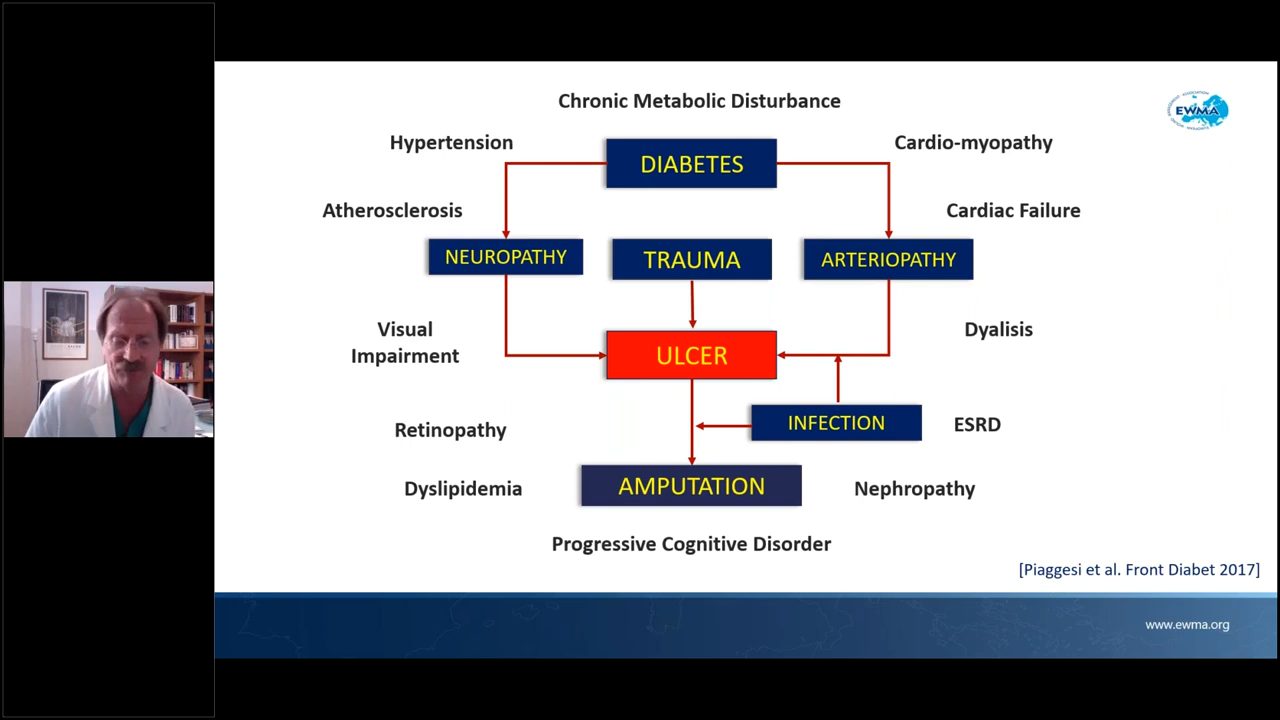 Chronic Metabolic Disturbance
EWMA
Hypertension
DIABETES
Cardio-myopathy
Atherosclerosis
Cardiac Failure
NEUROPATHY
TRAUMA
ARTERIOPATHY
Visual
Impairment
ULCER
Dyalisis
Retinopathy
INFECTION
ESRD
Dyslipidemia
AMPUTATION
Nephropathy
Progressive Cognitive Disorder
[Piaggesi et al. Front Diabet 2017]
www.ewma.org